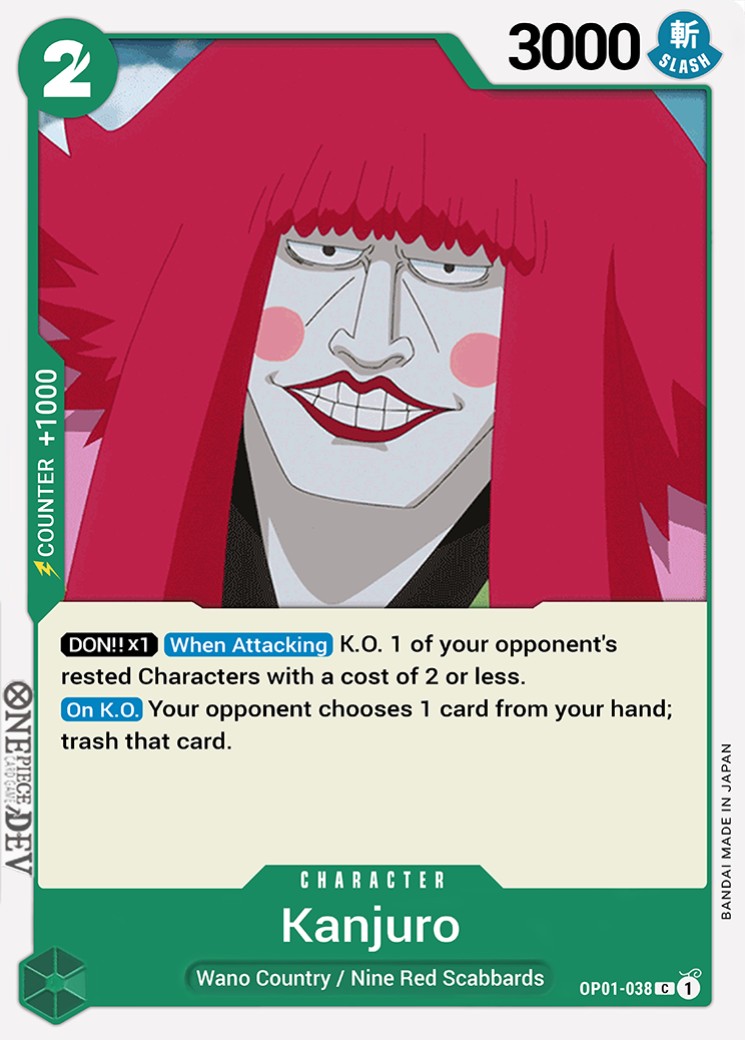 2
3000
斬
SLASH
COUNTER +1000
DON!! x1 When Attacking K.O. 1 of your opponent's
rested Characters with a cost of 2 or less.
On K.O. Your opponent chooses 1 card from your hand;
trash that card.
ONE PIECE
CARD GAME
DEV
BANDAI MADE IN JAPAN
CHARACTER
Kanjuro
Wano Country / Nine Red Scabbards
OP01-038 C 1